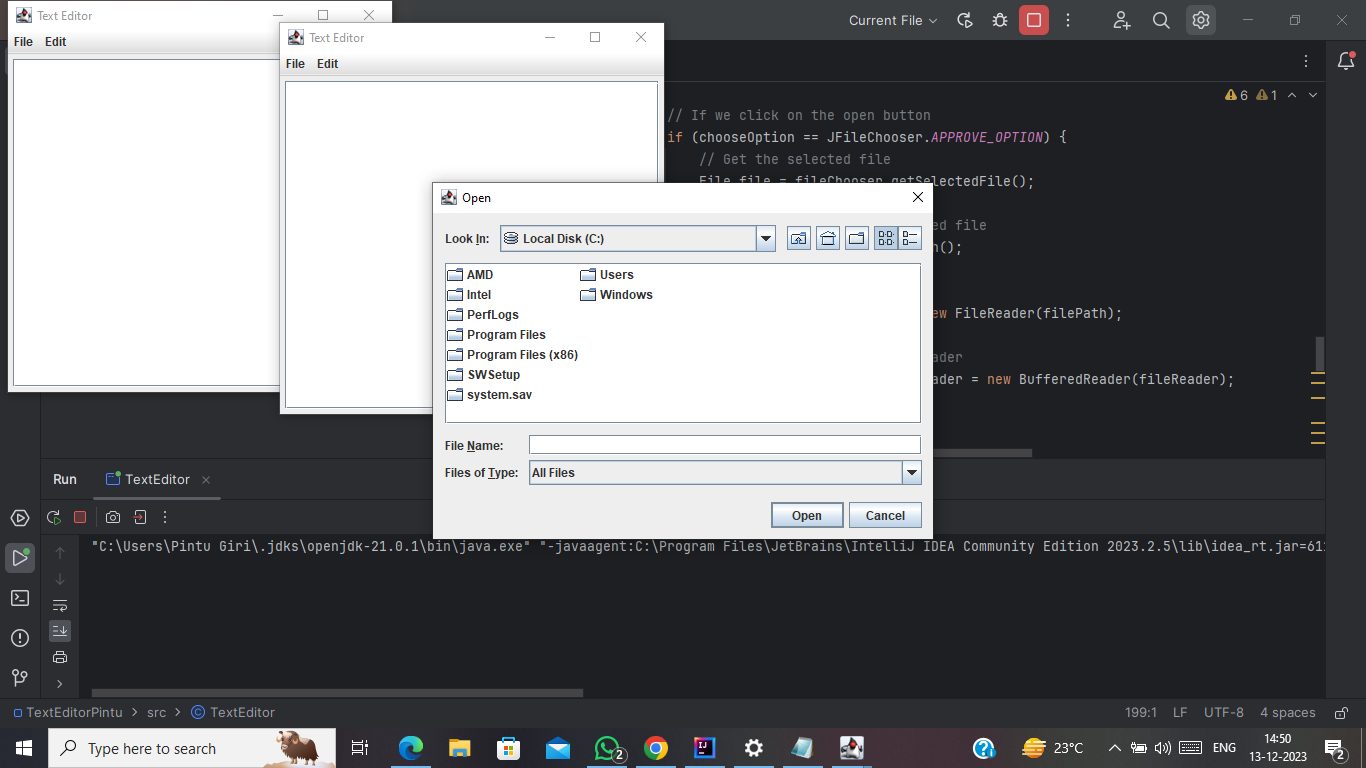 Text Editor
File Edit
Text Editor
File Edit
Current File
6 1
// If we click on the open button
if (chooseOption == JFileChooser.APPROVE_OPTION) {
// Get the selected file
File file = fileChooser.getSelectedFile();
ed file
h();
ew FileReader(filePath);
ader
ader = new BufferedReader(fileReader);
Open
Look In: Local Disk (C:)
AMD Users
Intel Windows
PerfLogs
Program Files
Program Files (x86)
SWSetup
system.sav
File Name:
Files of Type: All Files
Open Cancel
Run TextEditor
"C:\Users\Pintu Giri\.jdks\openjdk-21.0.1\bin\java.exe" "-javaagent:C:\Program Files\JetBrains\IntelliJ IDEA Community Edition 2023.2.5\lib\idea_rt.jar=61
TextEditorPintu > src > TextEditor
199:1 LF UTF-8 4 spaces
Type here to search
2
IJ
23°C
ENG
14:50
13-12-2023
2